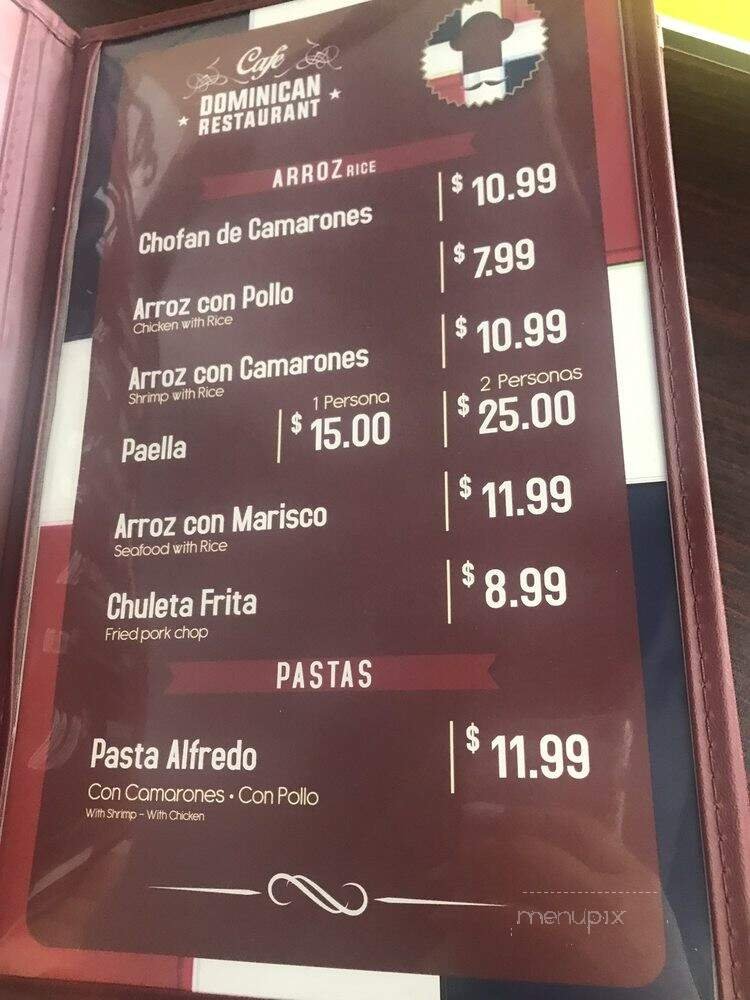 Cafe
DOMINICAN
RESTAURANT
ARROZ RICE
Chofan de Camarones $ 10.99
Arroz con Pollo $ 7.99
Chicken with Rice
Arroz con Camarones $ 10.99
Shrimp with Rice
1 Persona 2 Personas
Paella $ 15.00 $ 25.00
Arroz con Marisco $ 11.99
Seafood with Rice
Chuleta Frita $ 8.99
Fried pork chop
PASTAS
Pasta Alfredo $ 11.99
Con Camarones • Con Pollo
With Shrimp - With Chicken
menupix